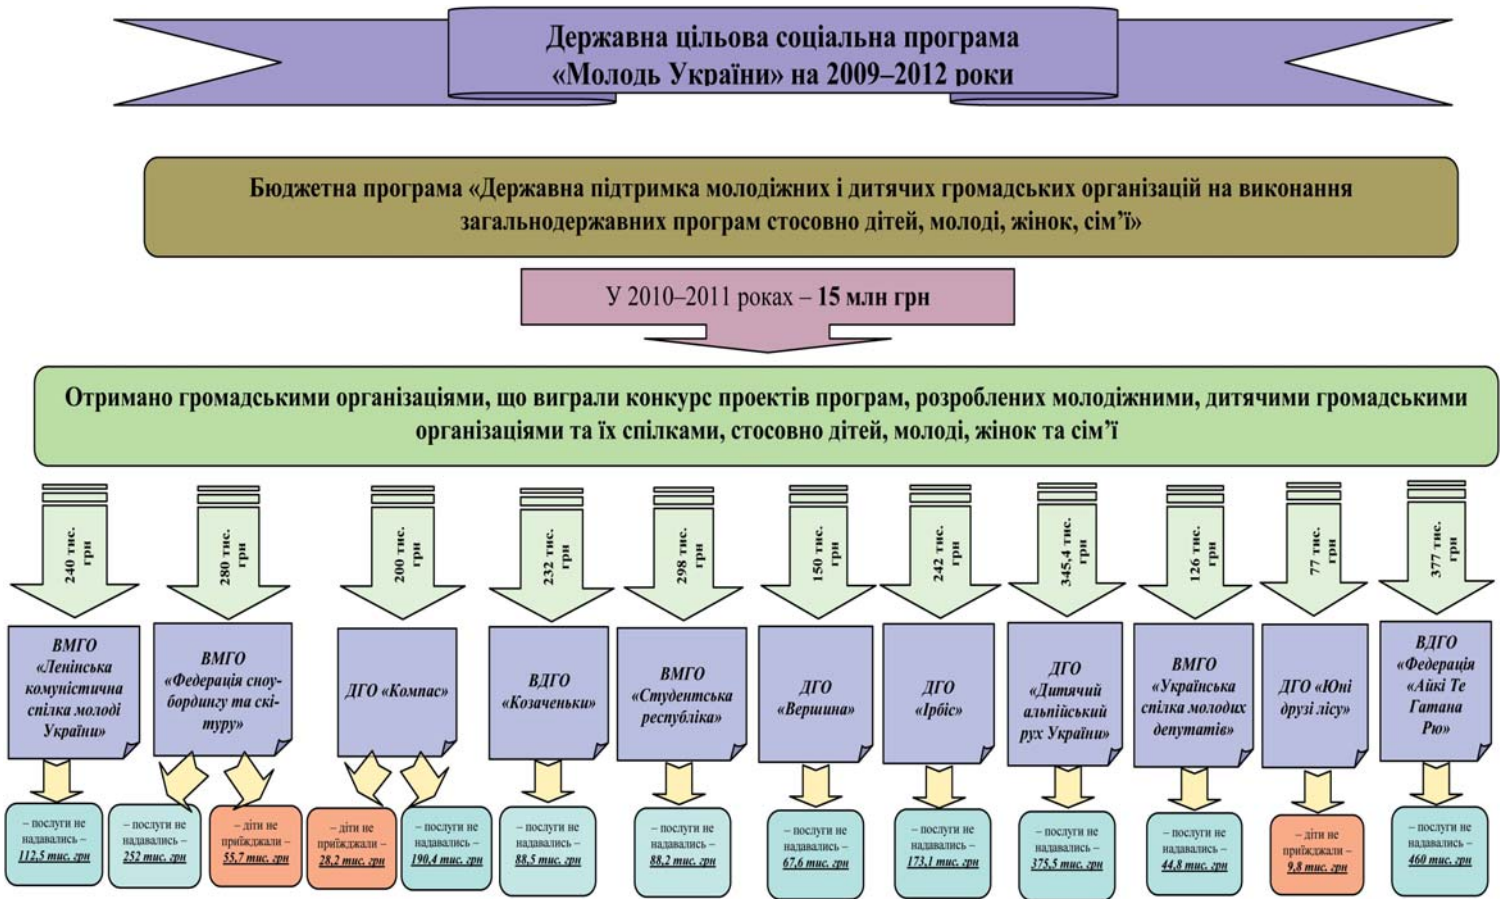 Державна цільова соціальна програма
«Молодь України» на 2009–2012 роки
Бюджетна програма «Державна підтримка молодіжних і дитячих громадських організацій на виконання
загальнодержавних програм стосовно дітей, молоді, жінок, сім’ї»
У 2010–2011 роках – 15 млн грн
Отримано громадськими організаціями, що виграли конкурс проектів програм, розроблених молодіжними, дитячими громадськими
організаціями та їх спілками, стосовно дітей, молоді, жінок та сім’ї
240 тис.
грн
280 тис.
грн
200 тис.
грн
232 тис.
грн
298 тис.
грн
150 тис.
грн
242 тис.
грн
345,4 тис.
грн
126 тис.
грн
77 тис.
грн
377 тис.
грн
ВМГО
«Ленінська
комуністична
спілка молоді
України»
ВМГО
«Федерація сноу-
бордингу та скі-
туру»
ДГО «Компас»
ВДГО
«Козаченьки»
ВМГО
«Студентська
республіка»
ДГО
«Вершина»
ДГО
«Ірбіс»
ДГО
«Дитячий
альпійський
рух України»
ВМГО
«Українська
спілка молодих
депутатів»
ДГО «Юні
друзі лісу»
ВДГО
«Федерація
«Айкі Те
Гатана
Рю»
– послуги не
надавались –
112,5 тис. грн
– послуги не
надавались –
252 тис. грн
– діти не
приїжджали –
55,7 тис. грн
– діти не
приїжджали –
28,2 тис. грн
– послуги не
надавались –
190,4 тис. грн
– послуги не
надавались –
88,5 тис. грн
– послуги не
надавались –
88,2 тис. грн
– послуги не
надавались –
67,6 тис. грн
– послуги не
надавались –
173,1 тис. грн
– послуги не
надавались –
375,5 тис. грн
– послуги не
надавались –
44,8 тис. грн
– діти не
приїжджали –
9,8 тис. грн
– послуги не
надавались –
460 тис. грн